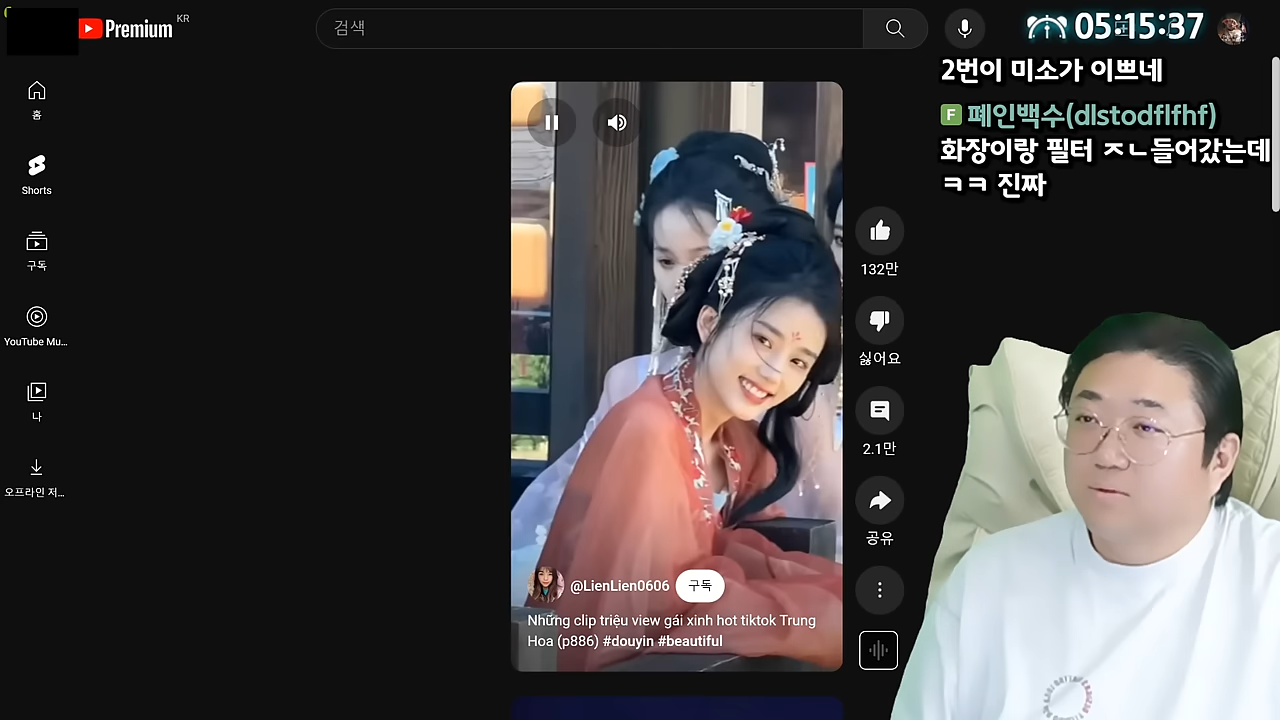 Premium KR
검색
05:15:37
홈
Shorts
구독
YouTube Mu...
나
오프라인 저...
132만
싫어요
2.1만
공유
@LienLien0606
구독
Những clip triệu view gái xinh hot tiktok Trung
Hoa (p886) #douyin #beautiful
2번이 미소가 이쁘네
F 폐인백수(dlstodflfhf)
화장이랑 필터 ㅈㄴ들어갔는데
ㅋㅋ 진짜